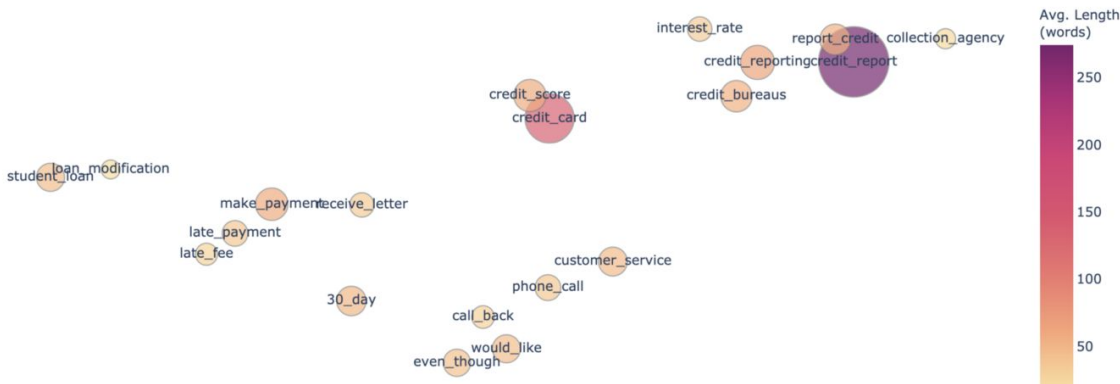 Avg. Length
(words)
interest_rate
report_credit
collection_agency
credit_reporting
credit_report
250
credit_score
credit_bureaus
credit_card
200
loan_modification
student_loan
make_payment
receive_letter
150
late_payment
late_fee
customer_service
100
phone_call
30_day
call_back
50
would_like
even_though